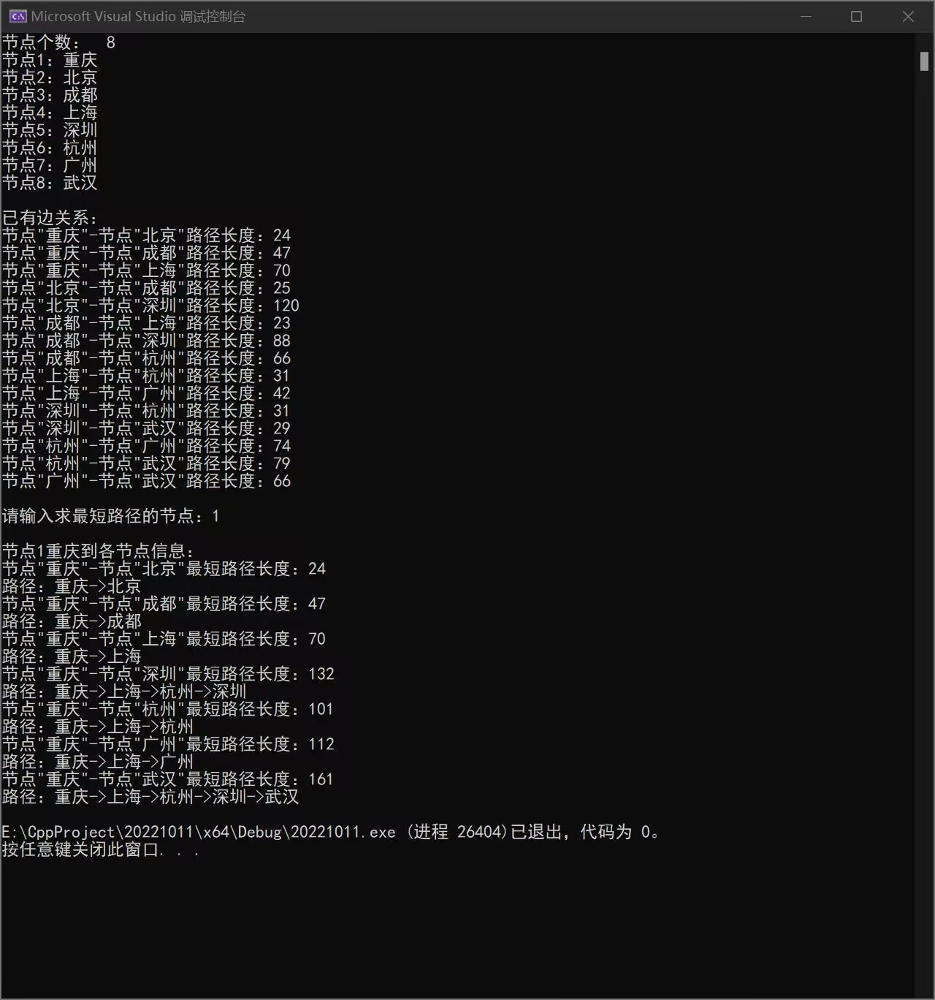 Microsoft Visual Studio 调试控制台
节点个数:  8
节点1: 重庆
节点2: 北京
节点3: 成都
节点4: 上海
节点5: 深圳
节点6: 杭州
节点7: 广州
节点8: 武汉
已有边关系:
节点"重庆"-节点"北京"路径长度: 24
节点"重庆"-节点"成都"路径长度: 47
节点"重庆"-节点"上海"路径长度: 70
节点"北京"-节点"成都"路径长度: 25
节点"北京"-节点"深圳"路径长度: 120
节点"成都"-节点"上海"路径长度: 23
节点"成都"-节点"深圳"路径长度: 88
节点"成都"-节点"杭州"路径长度: 66
节点"上海"-节点"杭州"路径长度: 31
节点"上海"-节点"广州"路径长度: 42
节点"深圳"-节点"杭州"路径长度: 31
节点"深圳"-节点"武汉"路径长度: 29
节点"杭州"-节点"广州"路径长度: 74
节点"杭州"-节点"武汉"路径长度: 79
节点"广州"-节点"武汉"路径长度: 66
请输入求最短路径的节点: 1
节点1重庆到各节点信息:
节点"重庆"-节点"北京"最短路径长度: 24
路径: 重庆->北京
节点"重庆"-节点"成都"最短路径长度: 47
路径: 重庆->成都
节点"重庆"-节点"上海"最短路径长度: 70
路径: 重庆->上海
节点"重庆"-节点"深圳"最短路径长度: 132
路径: 重庆->上海->杭州->深圳
节点"重庆"-节点"杭州"最短路径长度: 101
路径: 重庆->上海->杭州
节点"重庆"-节点"广州"最短路径长度: 112
路径: 重庆->上海->广州
节点"重庆"-节点"武汉"最短路径长度: 161
路径: 重庆->上海->杭州->深圳->武汉
E:\CppProject\20221011\x64\Debug\20221011.exe (进程 26404)已退出，代码为 0。
按任意键关闭此窗口. . .